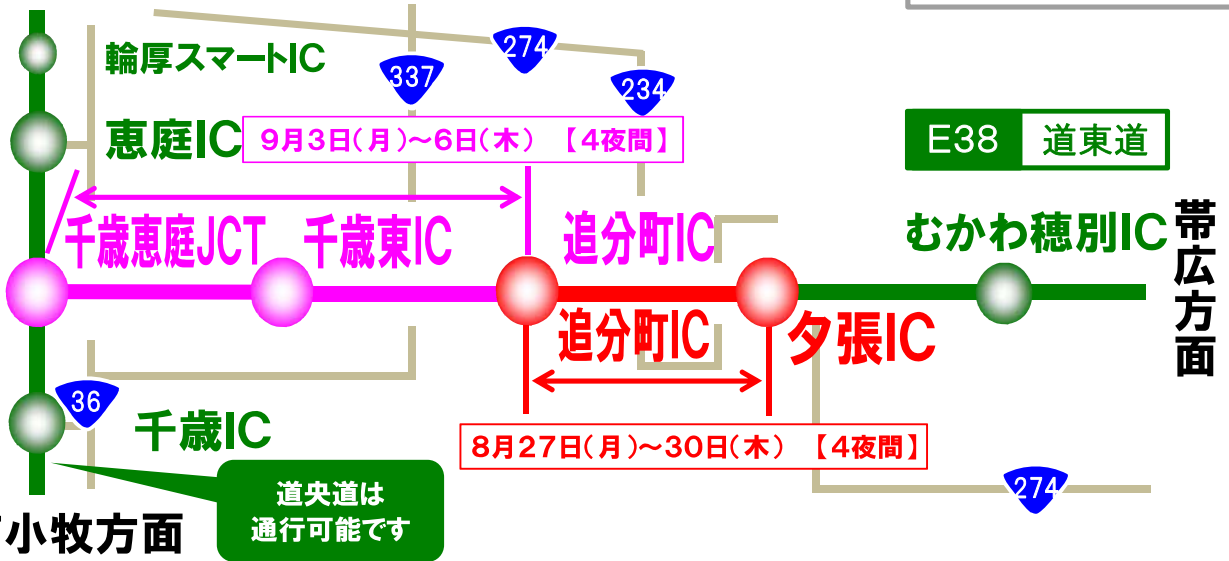 輪厚スマートIC
337
274
234
恵庭IC
9月3日(月)~6日(木) 【4夜間】
E38 道東道
千歳恵庭JCT
千歳東IC
追分町IC
むかわ穂別IC
帯広方面
追分町IC
夕張IC
36
千歳IC
8月27日(月)~30日(木) 【4夜間】
274
道央道は
通行可能です
小牧方面